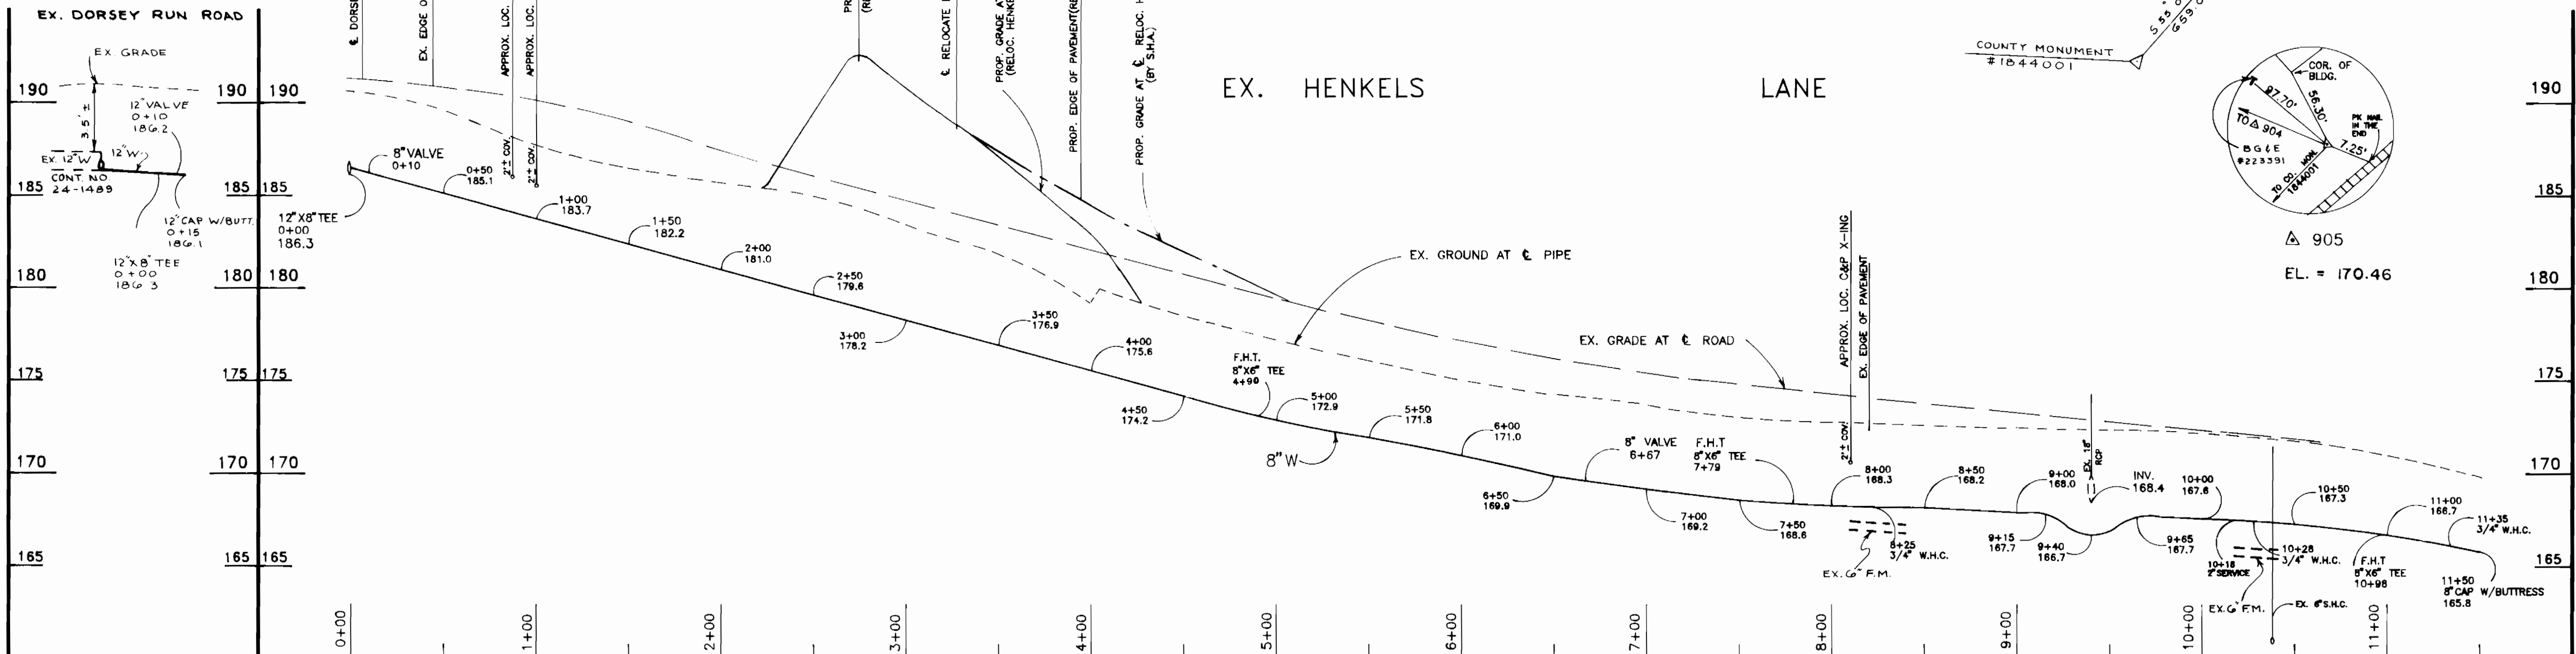 EX. DORSEY RUN ROAD
EX. GRADE
190
190
3.5' ±
12" VALVE
0+10
186.2
EX. 12" W
12" W
CONT. NO.
24-1489
185
185
12" CAP W/BUTT.
0+15
186.1
12" X 8" TEE
0+00
186.3
180
180
175
175
170
170
165
165
190
185
180
175
170
165
℄ DORSE
EX. EDGE O
APPROX. LOC.
2'± COV.
APPROX. LOC.
2'± COV.
℄ RELOCATE
PROP. GRADE AT
(RELOC. HENKE
PROP. EDGE OF PAVEMENT(RE
PROP. GRADE AT ℄ RELOC. H
(BY S.H.A.)
EX. HENKELS LANE
COUNTY MONUMENT
#1844001
COR. OF
BLDG.
97.70'
56.30'
TO △ 904
PK NAIL
IN THE
END
7.25'
BG&E
#223391
TO CO. MON.
1844001
△ 905
EL. = 170.46
190
185
180
175
170
165
12"X8" TEE
0+00
186.3
8" VALVE
0+10
0+50
185.1
1+00
183.7
1+50
182.2
2+00
181.0
2+50
179.6
3+00
178.2
3+50
176.9
4+00
175.6
4+50
174.2
F.H.T.
8"X6" TEE
4+90
5+00
172.9
8"W
5+50
171.8
6+00
171.0
6+50
169.9
8" VALVE
6+67
7+00
169.2
F.H.T
8"X6" TEE
7+79
7+50
168.6
EX. GROUND AT ℄ PIPE
EX. GRADE AT ℄ ROAD
APPROX. LOC. C&P X-ING
2'± COV.
EX. EDGE OF PAVEMENT
8+00
168.3
EX. 6" F.M.
8+25
3/4" W.H.C.
8+50
168.2
9+00
168.0
9+15
167.7
EX. 18"
RCP
INV.
168.4
9+40
166.7
9+65
167.7
10+00
167.6
10+18
2" SERVICE
EX. 6" F.M.
10+28
3/4" W.H.C.
EX. 6" S.H.C.
10+50
167.3
F.H.T
8"X6" TEE
10+98
11+00
166.7
11+35
3/4" W.H.C.
11+50
8" CAP W/BUTTRESS
165.8
0+00
1+00
2+00
3+00
4+00
5+00
6+00
7+00
8+00
9+00
10+00
11+00